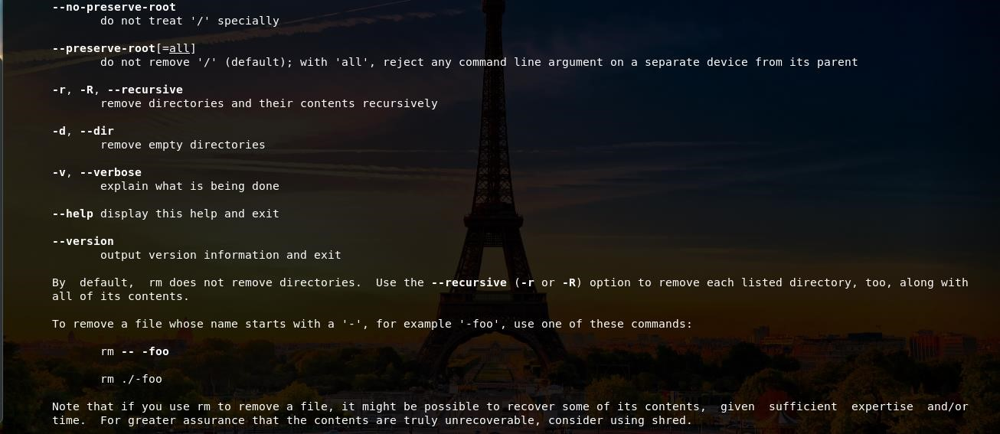 --no-preserve-root
do not treat '/' specially
--preserve-root[=all]
do not remove '/' (default); with 'all', reject any command line argument on a separate device from its parent
-r, -R, --recursive
remove directories and their contents recursively
-d, --dir
remove empty directories
-v, --verbose
explain what is being done
--help display this help and exit
--version
output version information and exit
By  default,  rm does not remove directories.  Use the --recursive (-r or -R) option to remove each listed directory, too, along with
all of its contents.
To remove a file whose name starts with a '-', for example '-foo', use one of these commands:
rm -- -foo
rm ./-foo
Note that if you use rm to remove a file, it might be possible to recover some of its contents,  given  sufficient  expertise  and/or
time.  For greater assurance that the contents are truly unrecoverable, consider using shred.